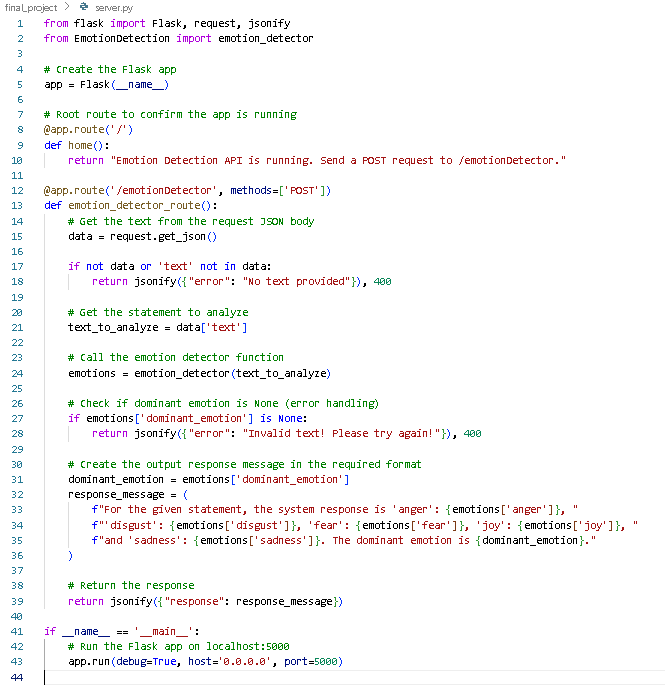 final_project > server.py
1 from flask import Flask, request, jsonify
2 from EmotionDetection import emotion_detector
3
4 # Create the Flask app
5 app = Flask(__name__)
6
7 # Root route to confirm the app is running
8 @app.route('/')
9 def home():
10     return "Emotion Detection API is running. Send a POST request to /emotionDetector."
11
12 @app.route('/emotionDetector', methods=['POST'])
13 def emotion_detector_route():
14     # Get the text from the request JSON body
15     data = request.get_json()
16
17     if not data or 'text' not in data:
18         return jsonify({"error": "No text provided"}), 400
19
20     # Get the statement to analyze
21     text_to_analyze = data['text']
22
23     # Call the emotion detector function
24     emotions = emotion_detector(text_to_analyze)
25
26     # Check if dominant emotion is None (error handling)
27     if emotions['dominant_emotion'] is None:
28         return jsonify({"error": "Invalid text! Please try again!"}), 400
29
30     # Create the output response message in the required format
31     dominant_emotion = emotions['dominant_emotion']
32     response_message = (
33         f"For the given statement, the system response is 'anger': {emotions['anger']}, "
34         f"'disgust': {emotions['disgust']}, 'fear': {emotions['fear']}, 'joy': {emotions['joy']}, "
35         f"and 'sadness': {emotions['sadness']}. The dominant emotion is {dominant_emotion}."
36     )
37
38     # Return the response
39     return jsonify({"response": response_message})
40
41 if __name__ == '__main__':
42     # Run the Flask app on localhost:5000
43     app.run(debug=True, host='0.0.0.0', port=5000)
44